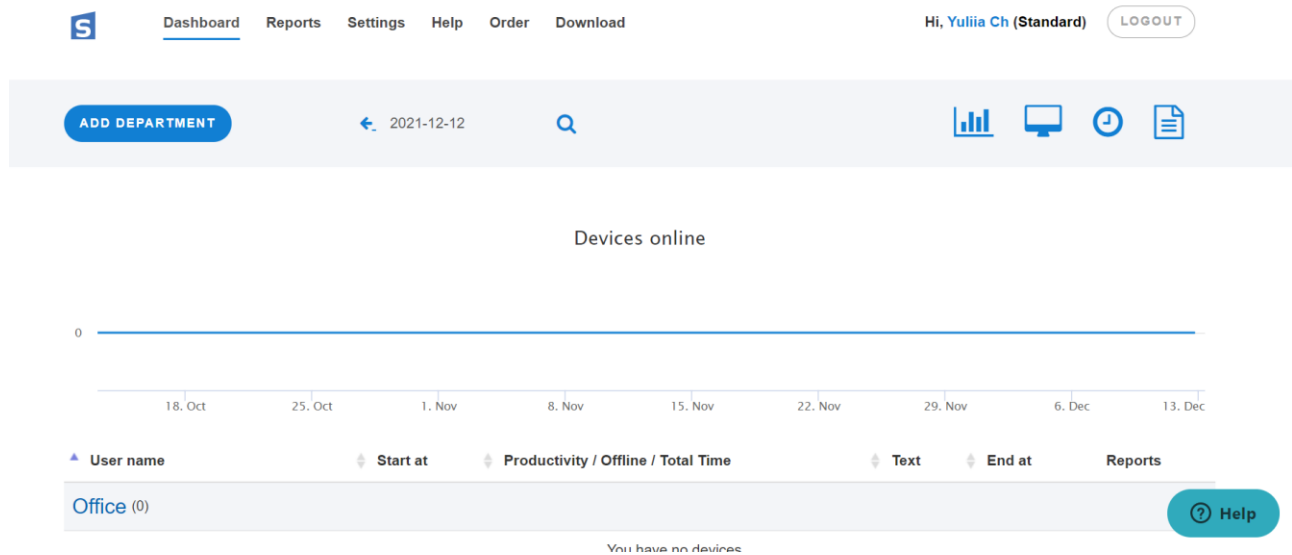 S
Dashboard Reports Settings Help Order Download Hi, Yuliia Ch (Standard) LOGOUT
ADD DEPARTMENT 2021-12-12
Devices online
0
18. Oct 25. Oct 1. Nov 8. Nov 15. Nov 22. Nov 29. Nov 6. Dec 13. Dec
User name Start at Productivity / Offline / Total Time Text End at Reports
Office (0)
? Help
You have no devices